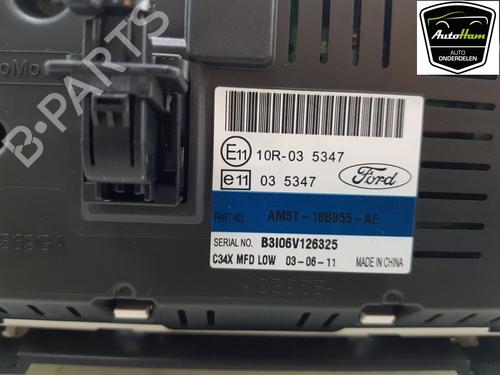 AutoHam
AUTO
ONDERDELEN
E11 10R-03 5347
e11 03 5347
Ford
PART NO. AM5T-18B955-AF
SERIAL NO. B3I06V126325
C34X MFD LOW 03-06-11 MADE IN CHINA
18B955
B-PARTS